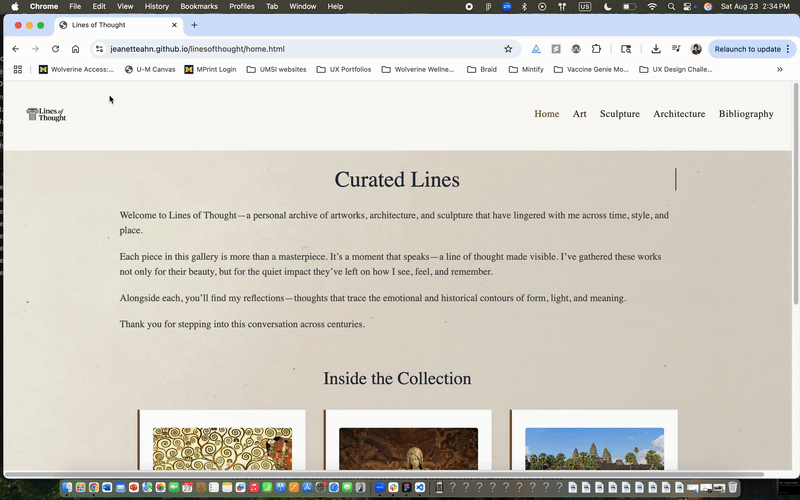 Chrome File Edit View History Bookmarks Profiles Tab Window Help US Sat Aug 23 2:34 PM
Lines of Thought
jeanetteahn.github.io/linesofthought/home.html Relaunch to update
Wolverine Access:... U-M Canvas MPrint Login UMSI websites UX Portfolios Wolverine Wellne... Braid Mintify Vaccine Genie Mo... UX Design Challe...
Lines of
Thought
Home Art Sculpture Architecture Bibliography
Curated Lines
Welcome to Lines of Thought—a personal archive of artworks, architecture, and sculpture that have lingered with me across time, style, and
place.
Each piece in this gallery is more than a masterpiece. It’s a moment that speaks—a line of thought made visible. I’ve gathered these works
not only for their beauty, but for the quiet impact they’ve left on how I see, feel, and remember.
Alongside each, you’ll find my reflections—thoughts that trace the emotional and historical contours of form, light, and meaning.
Thank you for stepping into this conversation across centuries.
Inside the Collection